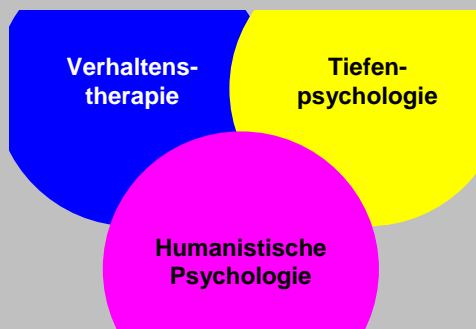 Verhaltens-
therapie
Tiefen-
psychologie
Humanistische
Psychologie